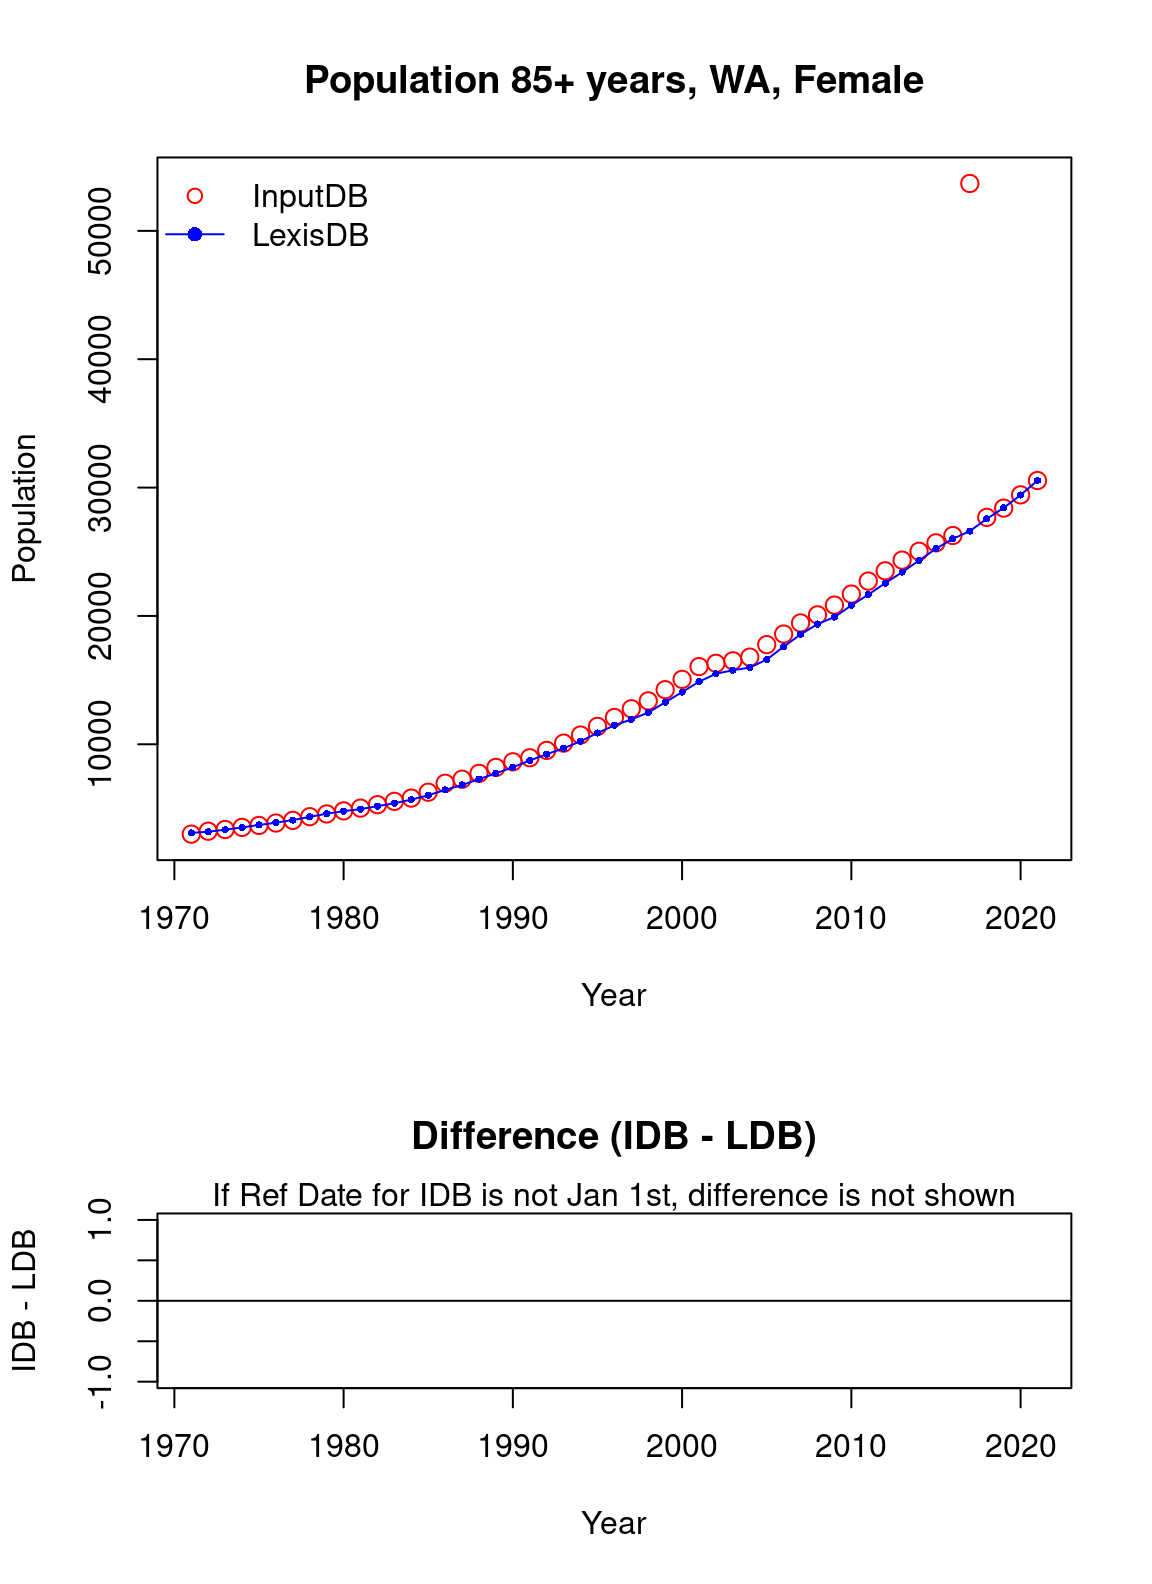 Population 85+ years, WA, Female
InputDB
LexisDB
Population
50000
40000
30000
20000
10000
1970 1980 1990 2000 2010 2020
Year
Difference (IDB - LDB)
If Ref Date for IDB is not Jan 1st, difference is not shown
IDB - LDB
1.0
0.0
-1.0
1970 1980 1990 2000 2010 2020
Year